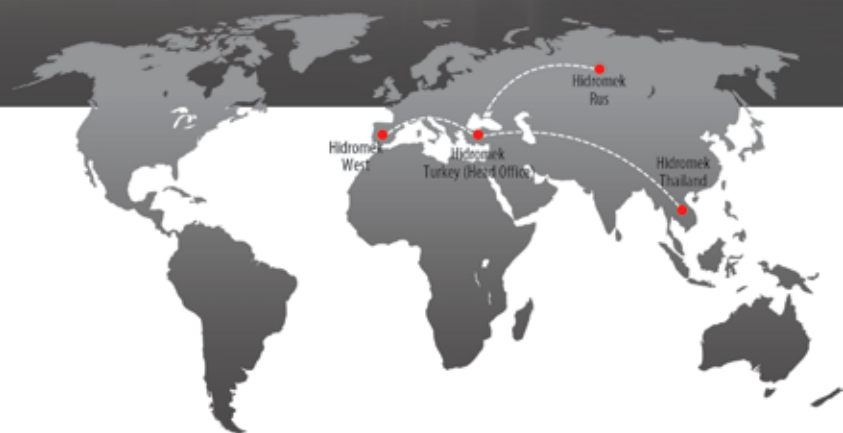 Hidromek
Rus
Hidromek
West
Hidromek
Turkey (Head Office)
Hidromek
Thailand